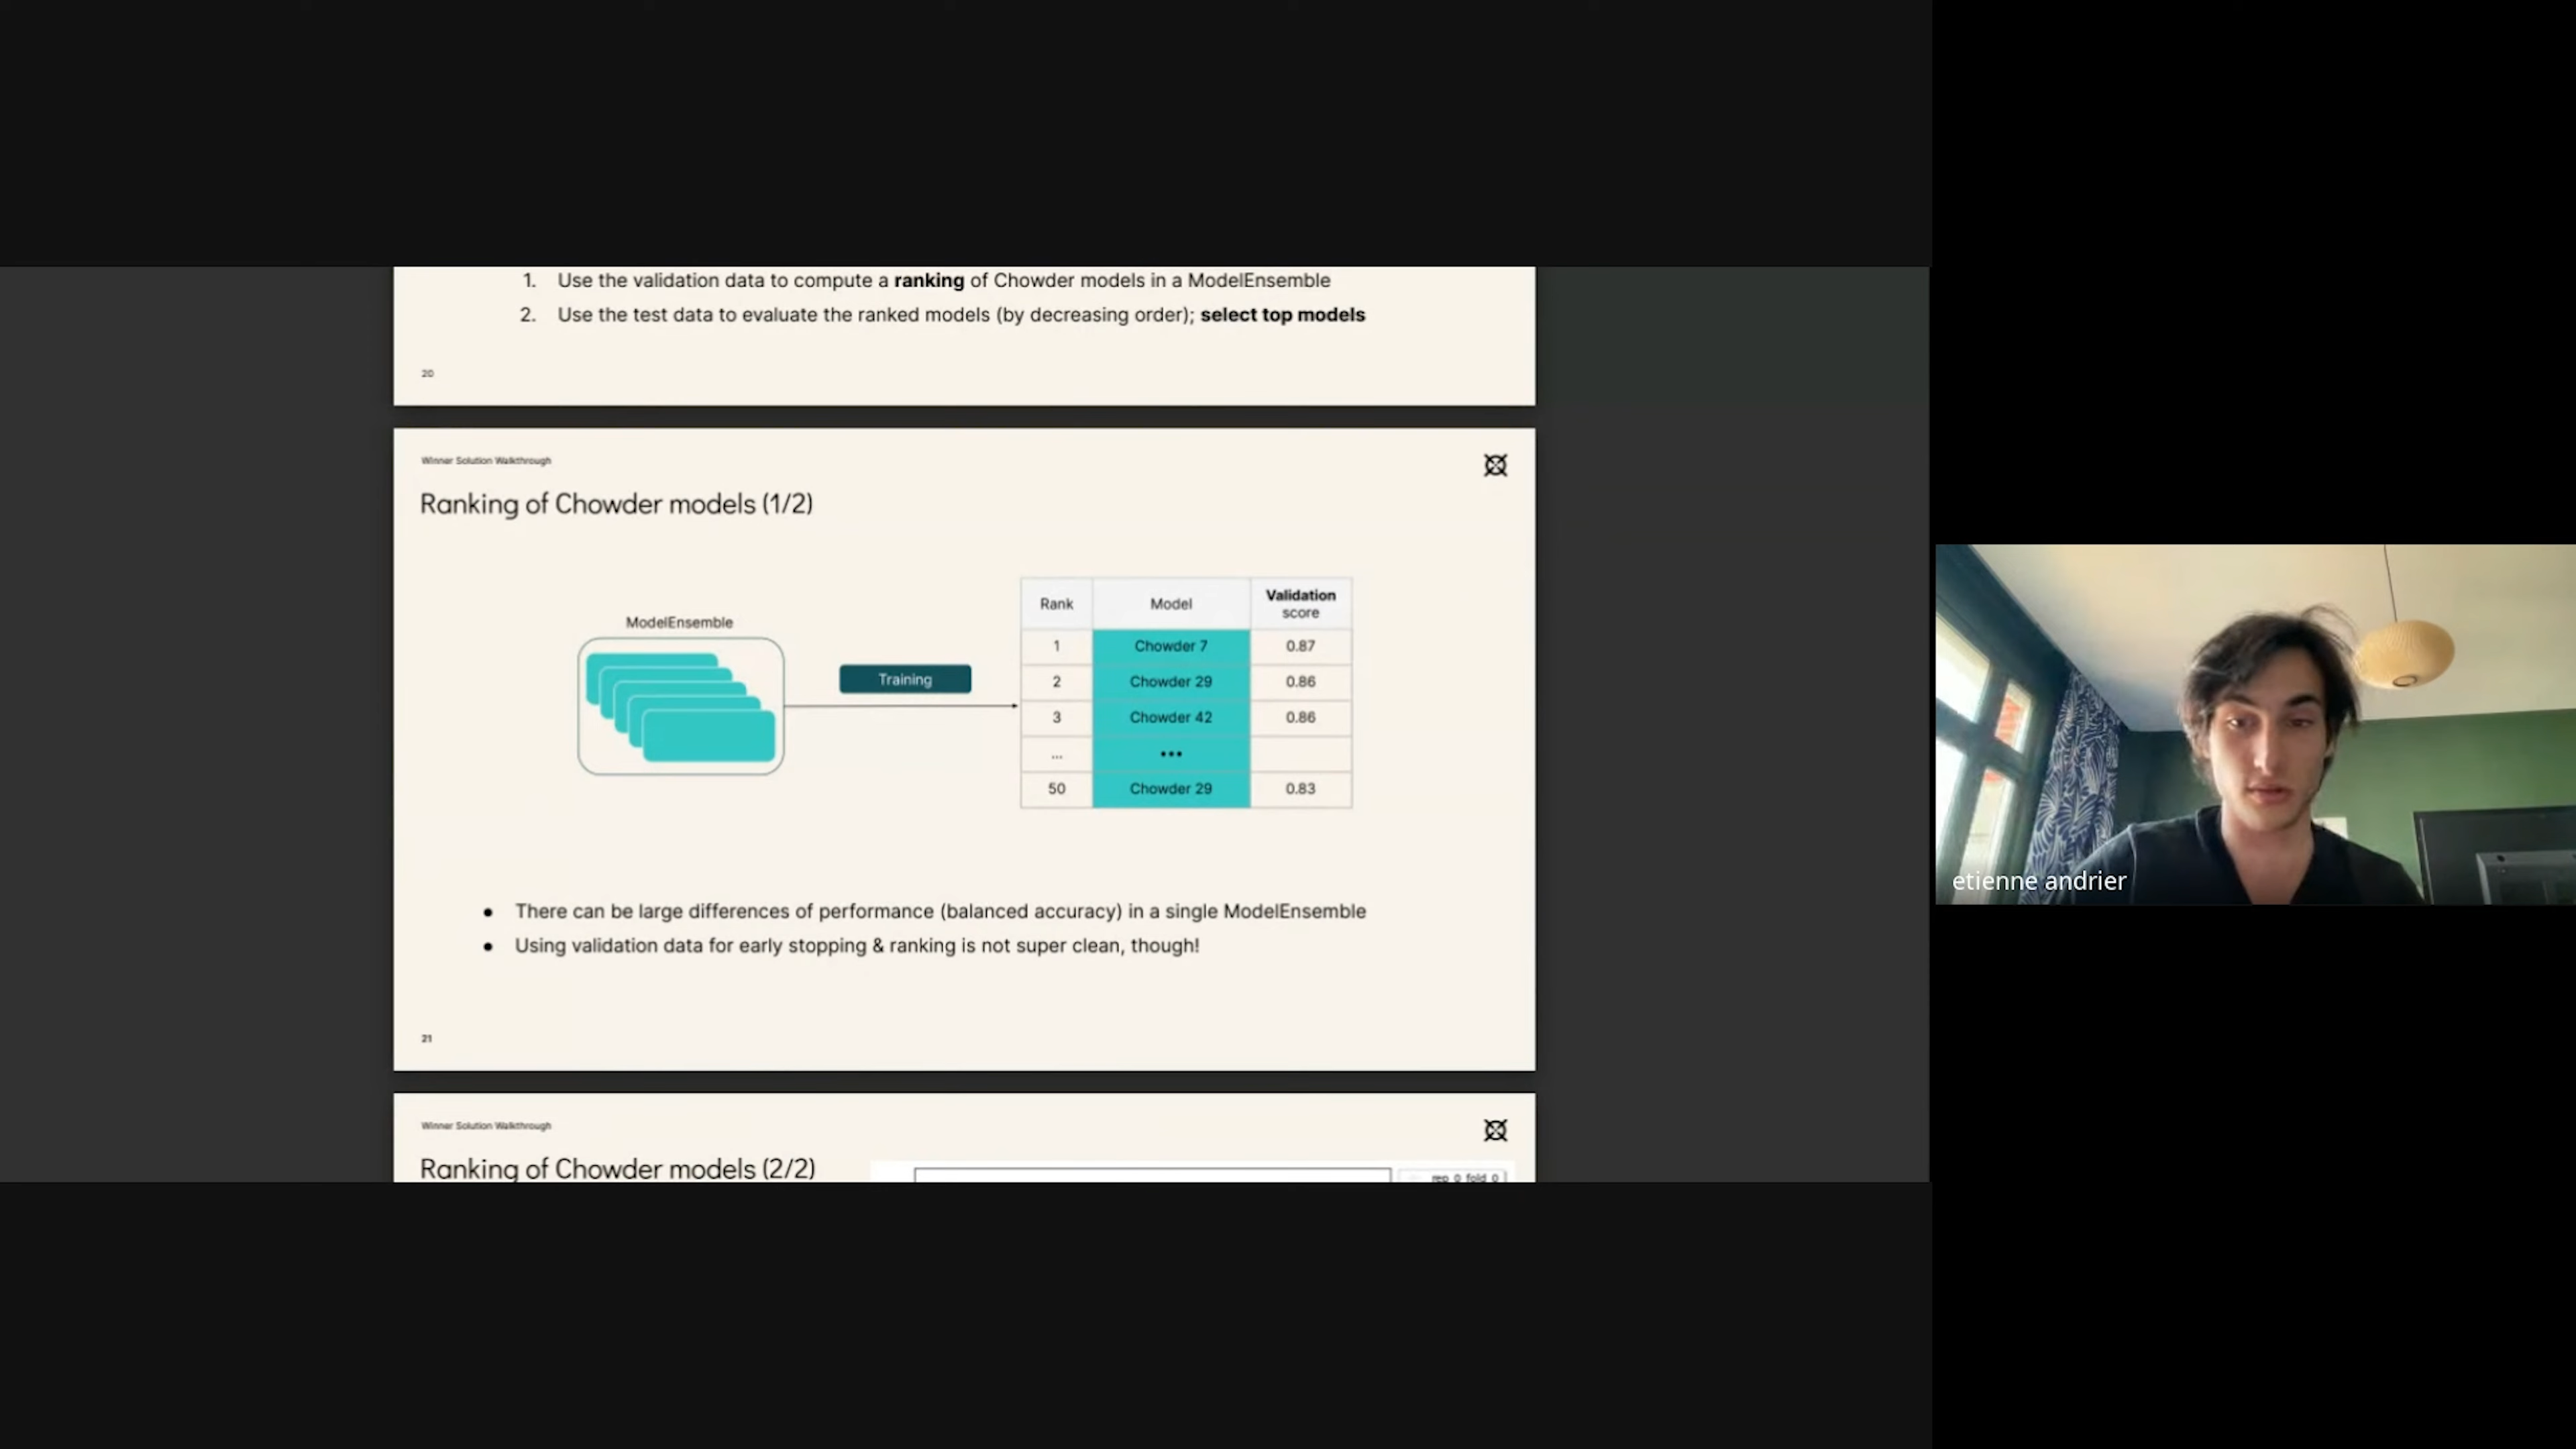 1. Use the validation data to compute a ranking of Chowder models in a ModelEnsemble
2. Use the test data to evaluate the ranked models (by decreasing order); select top models
20
Winner Solution Walkthrough
Ranking of Chowder models (1/2)
ModelEnsemble
Training
Rank Model Validation score
1 Chowder 7 0.87
2 Chowder 29 0.86
3 Chowder 42 0.86
... •••
50 Chowder 29 0.83
● There can be large differences of performance (balanced accuracy) in a single ModelEnsemble
● Using validation data for early stopping & ranking is not super clean, though!
21
Winner Solution Walkthrough
Ranking of Chowder models (2/2)
rep_0_fold_0
etienne andrier